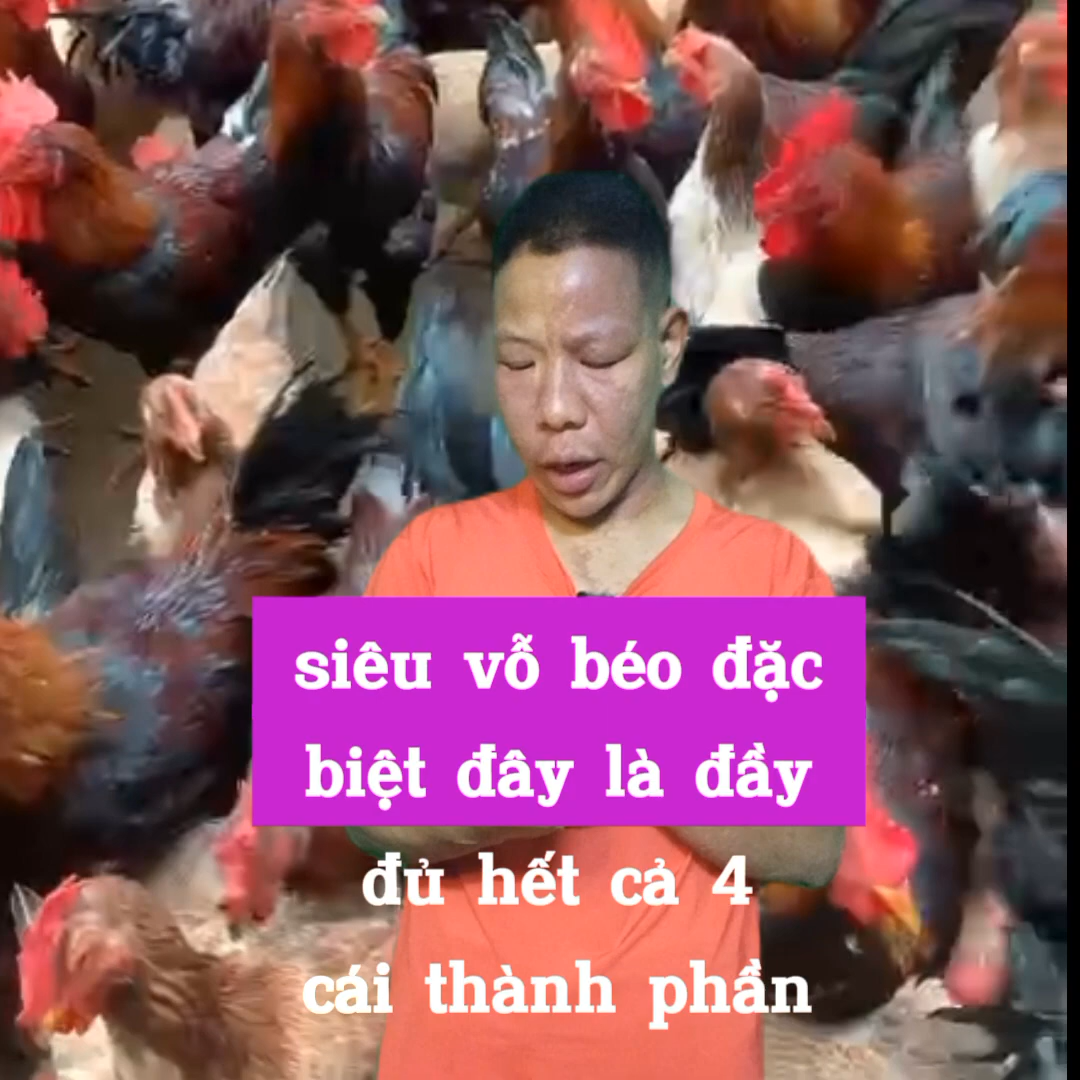 siêu vỗ béo đặc
biệt đây là đầy
đủ hết cả 4
cái thành phần